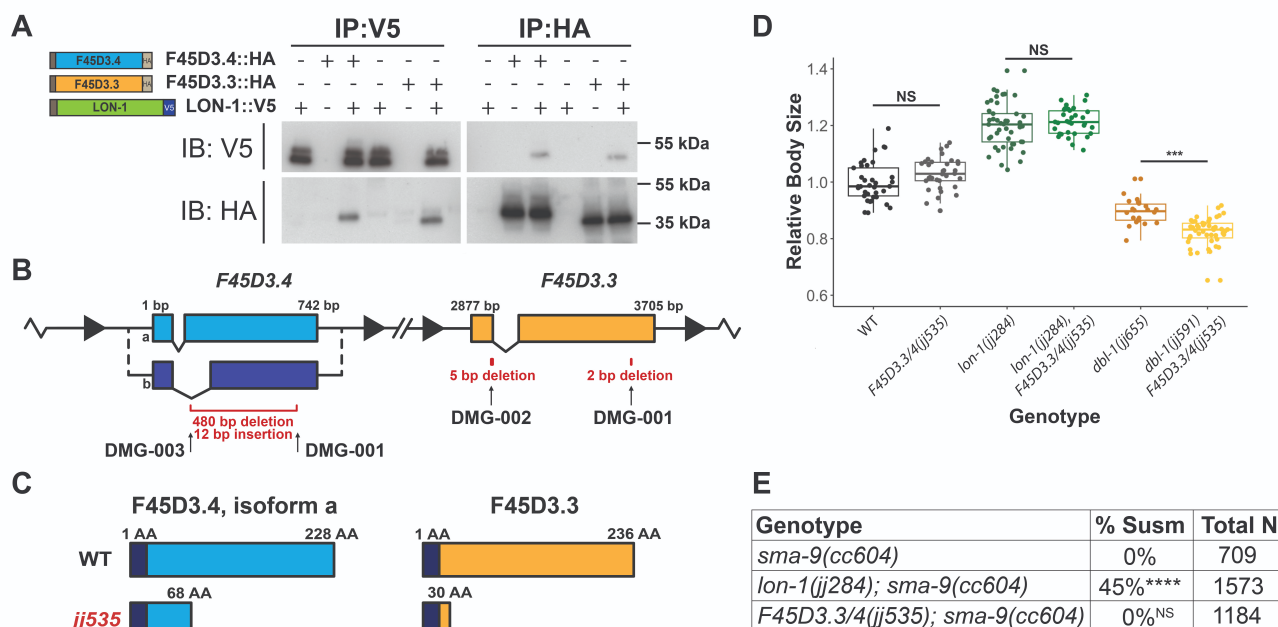 A
IP:V5 IP:HA
F45D3.4 HA F45D3.4::HA - + + - - - - + + - - -
F45D3.3 HA F45D3.3::HA - - - - + + - - - - + +
LON-1 V5 LON-1::V5 + - + + - + + - + + - +
IB: V5
55 kDa
IB: HA
55 kDa
35 kDa
B
F45D3.4 F45D3.3
1 bp 742 bp 2877 bp 3705 bp
a
b
5 bp deletion 2 bp deletion
DMG-002 DMG-001
480 bp deletion
12 bp insertion
DMG-003 DMG-001
C
F45D3.4, isoform a F45D3.3
1 AA 228 AA 1 AA 236 AA
WT
68 AA 30 AA
jj535
D
Relative Body Size
1.4
1.2
1.0
0.8
0.6
NS
NS
***
WT
F45D3.3/4(jj535)
lon-1(jj284)
lon-1(jj284),
F45D3.3/4(jj535)
dbl-1(jj655)
dbl-1(jj591)
F45D3.3/4(jj535)
Genotype
E
Genotype % Susm Total N
sma-9(cc604) 0% 709
lon-1(jj284); sma-9(cc604) 45%**** 1573
F45D3.3/4(jj535); sma-9(cc604) 0%NS 1184